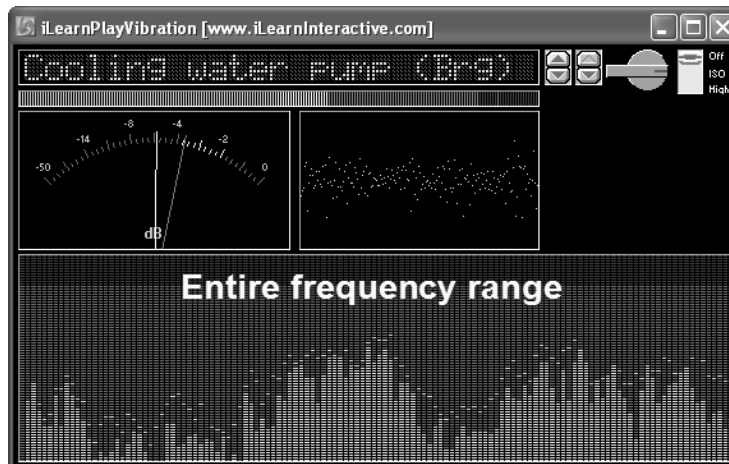 iLearnPlayVibration [www.iLearnInteractive.com]
Cooling water pump (Brg)
Off
ISO
High
-50
-14
-8
-4
-2
0
dB
Entire frequency range